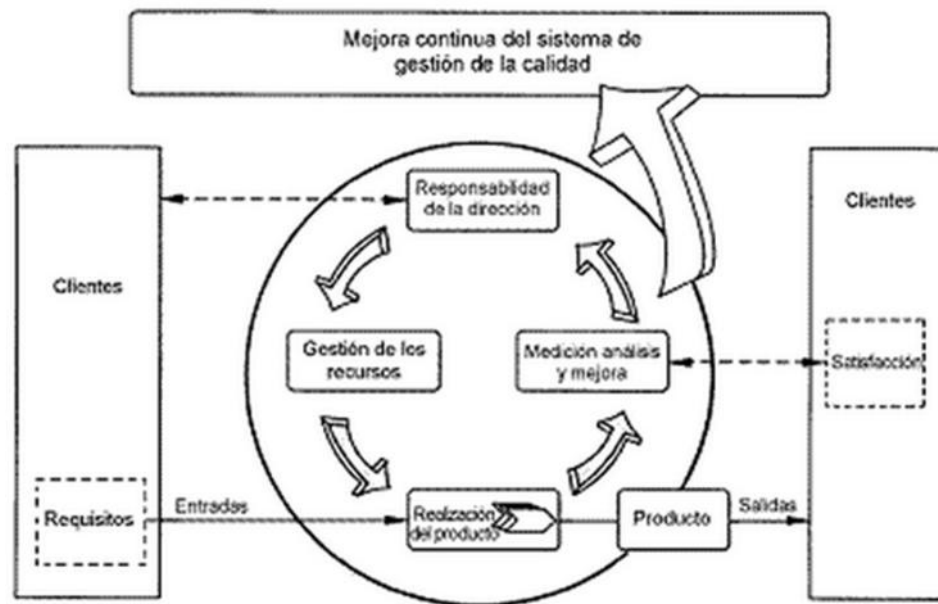 Mejora continua del sistema de
gestión de la calidad
Responsabilidad
de la dirección
Clientes
Clientes
Gestión de los
recursos
Medición análisis
y mejora
Satisfacción
Requisitos
Entradas
Realzación
del producto
Producto
Salidas